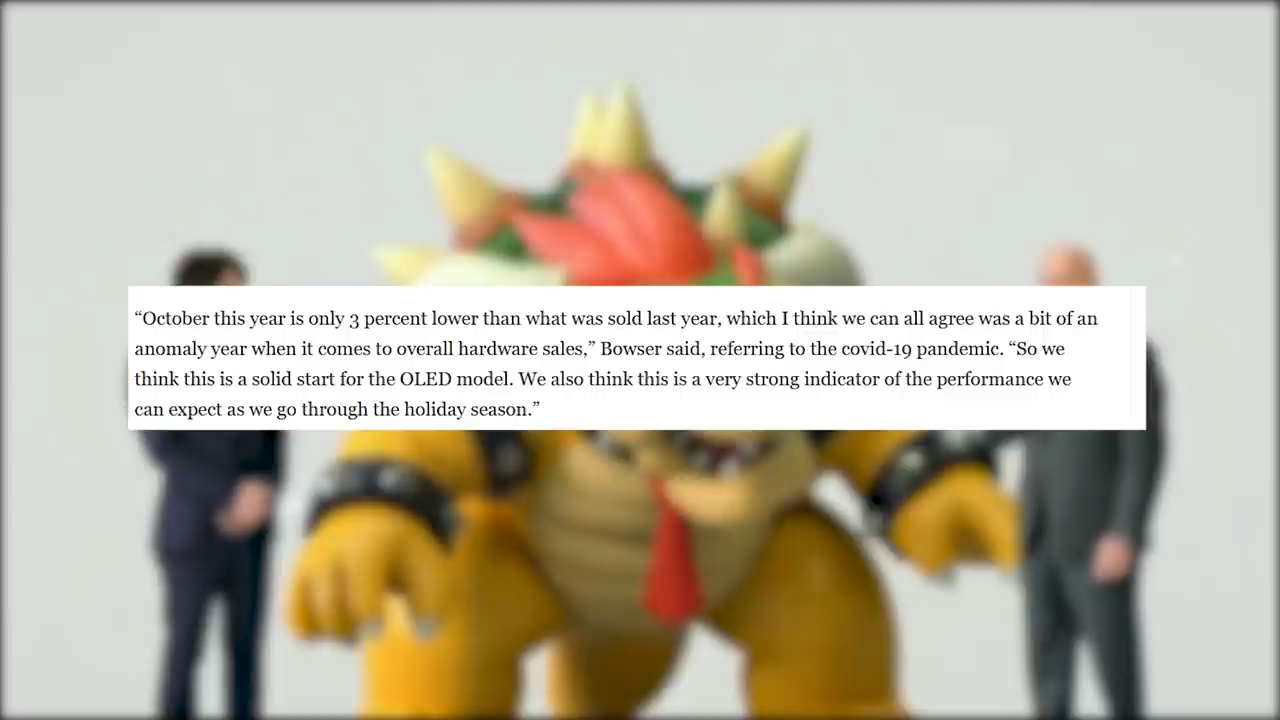 “October this year is only 3 percent lower than what was sold last year, which I think we can all agree was a bit of an
anomaly year when it comes to overall hardware sales,” Bowser said, referring to the covid-19 pandemic. “So we
think this is a solid start for the OLED model. We also think this is a very strong indicator of the performance we
can expect as we go through the holiday season.”